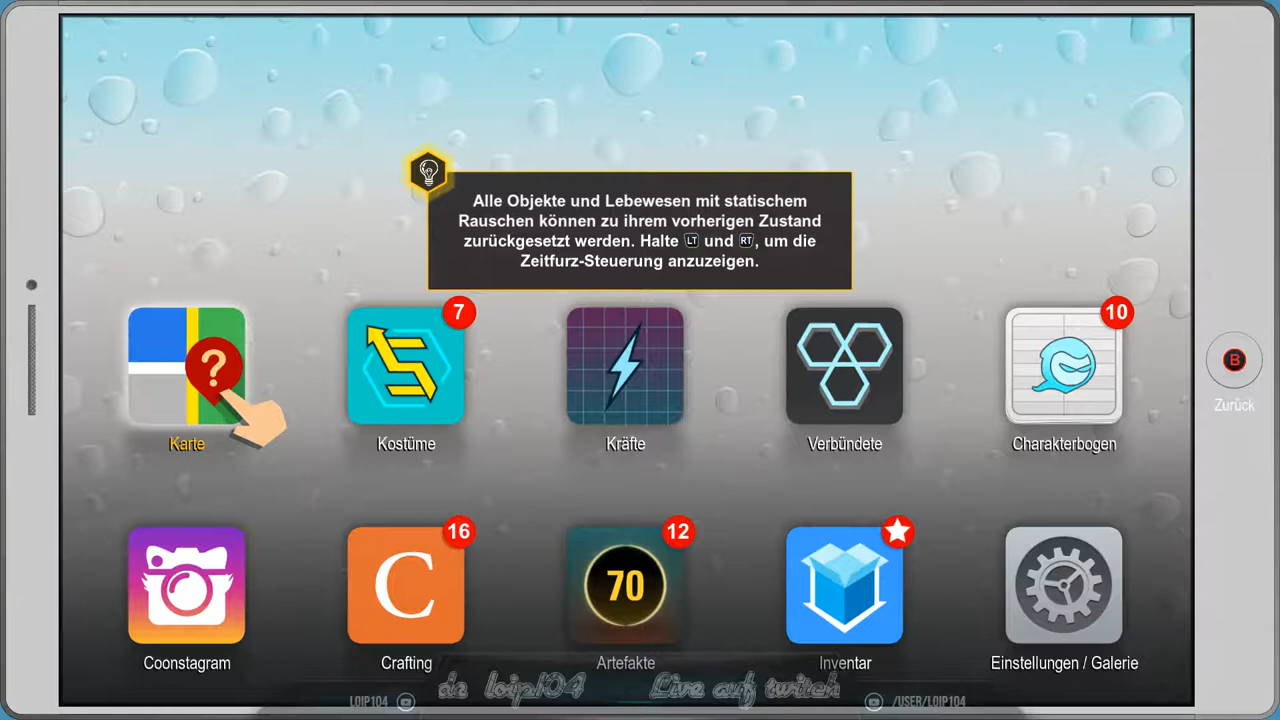 Alle Objekte und Lebewesen mit statischem
Rauschen können zu ihrem vorherigen Zustand
zurückgesetzt werden. Halte LT und RT, um die
Zeitfurz-Steuerung anzuzeigen.
7
10
?
B
Zurück
Karte
Kostüme
Kräfte
Verbündete
Charakterbogen
16
12
C
70
Coonstagram
Crafting
Artefakte
Inventar
Einstellungen / Galerie
de loip104 Live auf twitch
LOIP104
/USER/LOIP104